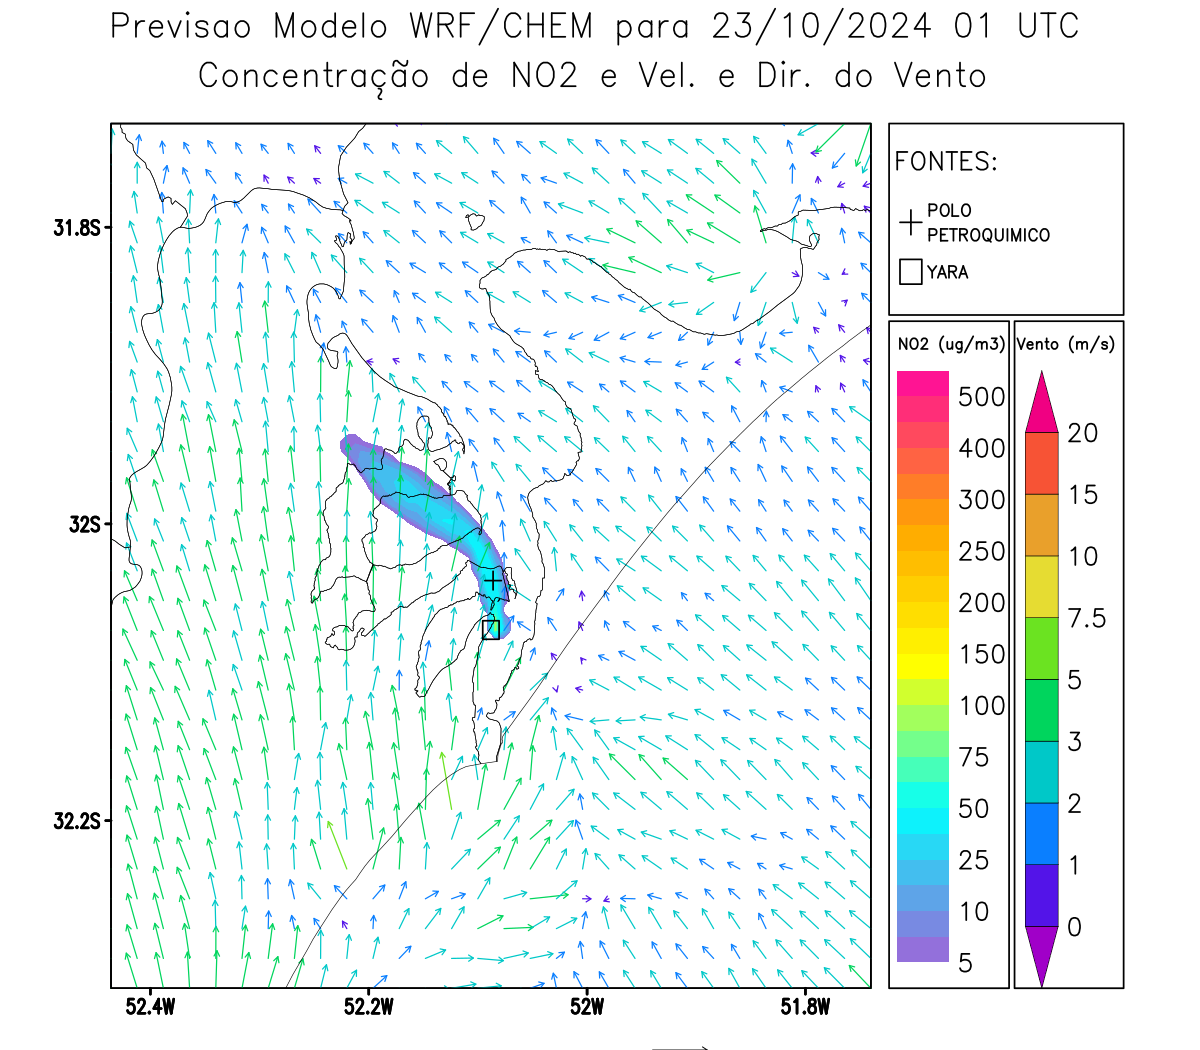 Previsao Modelo WRF/CHEM para 23/10/2024 01 UTC
Concentração de NO2 e Vel. e Dir. do Vento
FONTES:
POLO
PETROQUIMICO
YARA
NO2 (ug/m3)
500
400
300
250
200
150
100
75
50
25
10
5
Vento (m/s)
20
15
10
7.5
5
3
2
1
0
31.8S
32S
32.2S
52.4W
52.2W
52W
51.8W